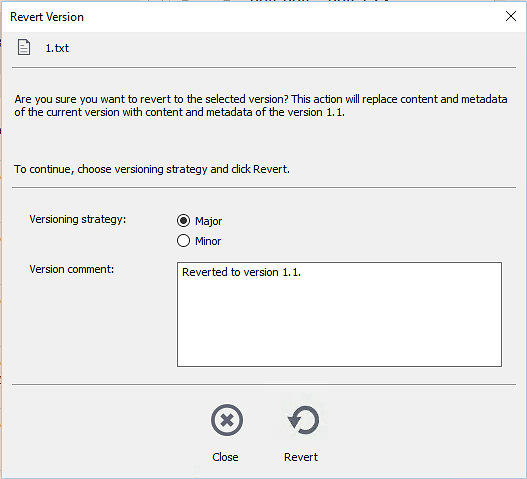 Revert Version
1.txt
Are you sure you want to revert to the selected version? This action will replace content and metadata
of the current version with content and metadata of the version 1.1.
To continue, choose versioning strategy and click Revert.
Versioning strategy:
Major
Minor
Version comment:
Reverted to version 1.1.
Close
Revert